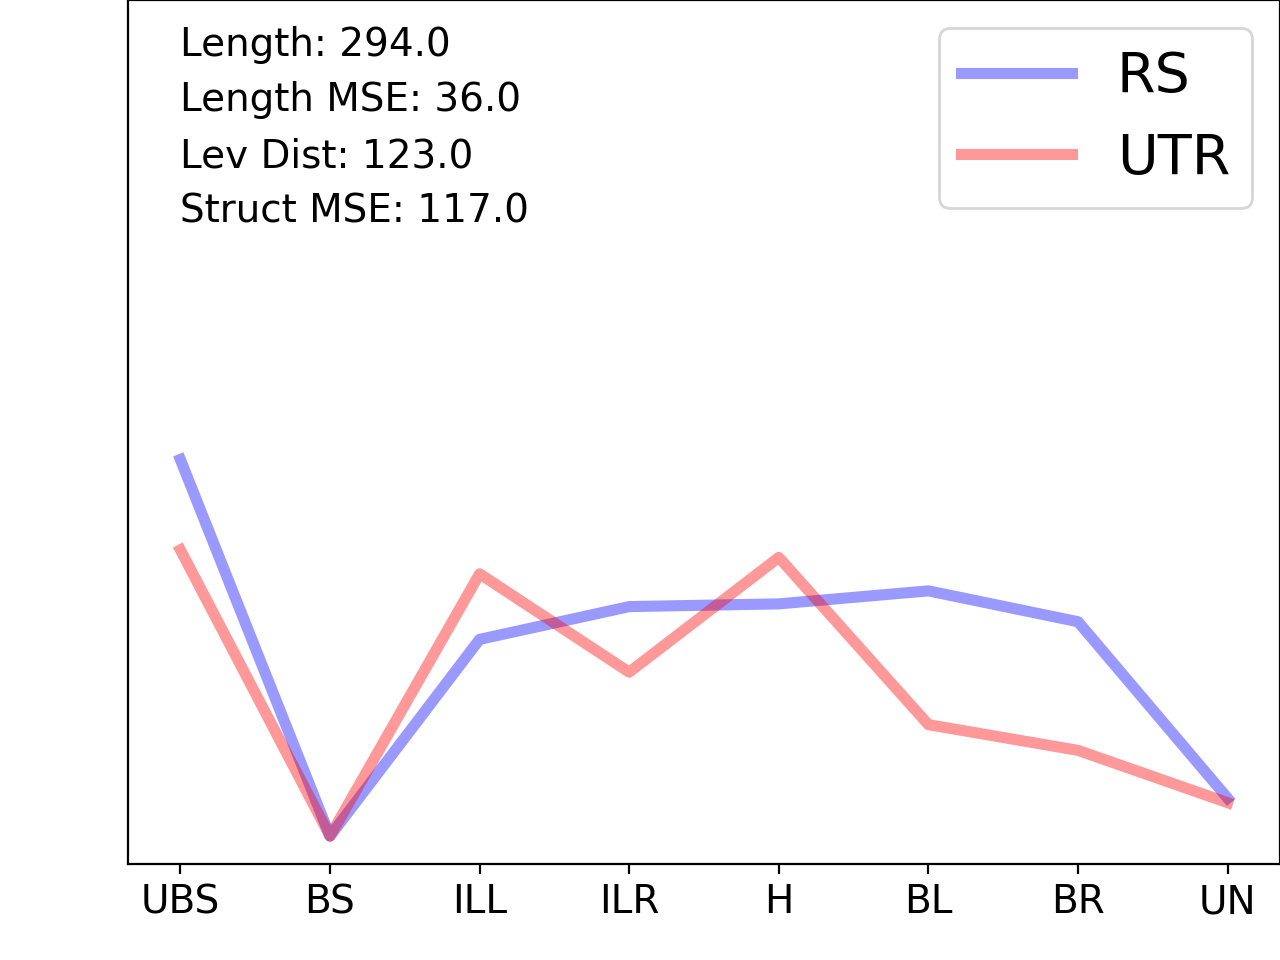 Length: 294.0
Length MSE: 36.0
Lev Dist: 123.0
Struct MSE: 117.0
RS
UTR
UBS BS ILL ILR H BL BR UN